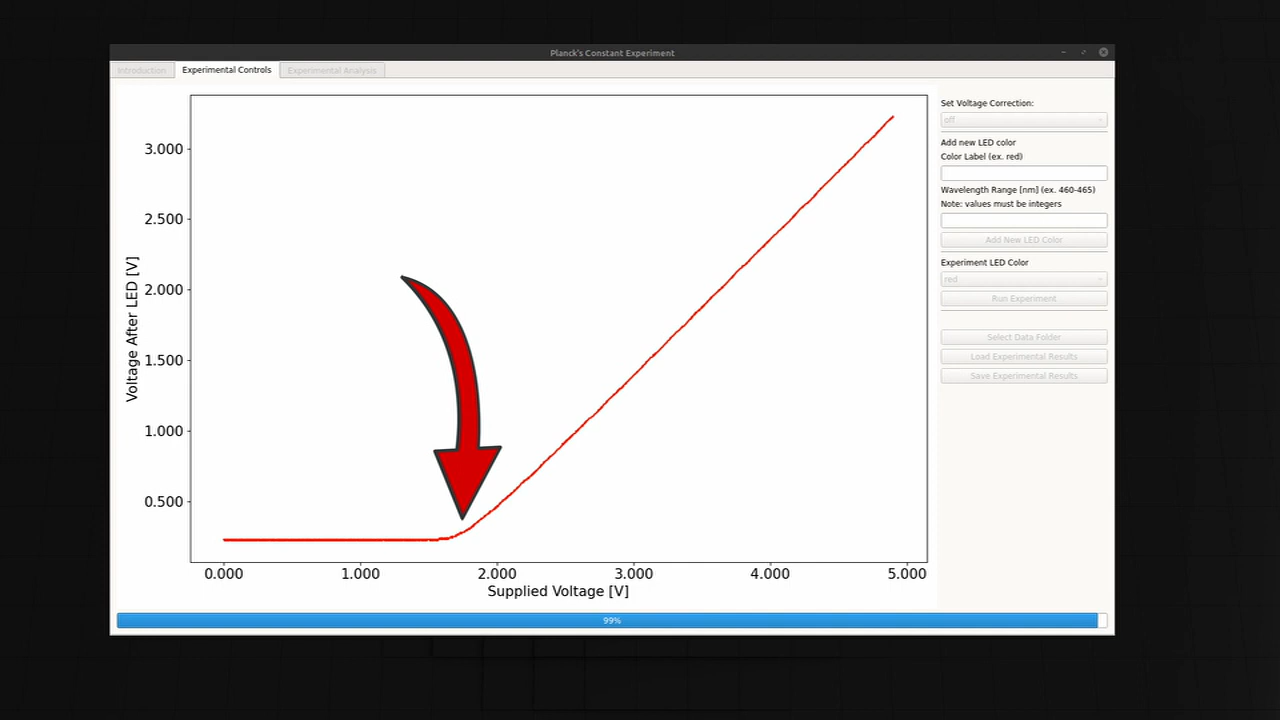 Planck's Constant Experiment
Introduction
Experimental Controls
Experimental Analysis
3.000
2.500
2.000
1.500
1.000
0.500
Voltage After LED [V]
0.000 1.000 2.000 3.000 4.000 5.000
Supplied Voltage [V]
Set Voltage Correction:
off
Add new LED color
Color Label (ex. red)
Wavelength Range [nm] (ex. 460-465)
Note: values must be integers
Add New LED Color
Experiment LED Color
red
Run Experiment
Select Data Folder
Load Experimental Results
Save Experimental Results
99%